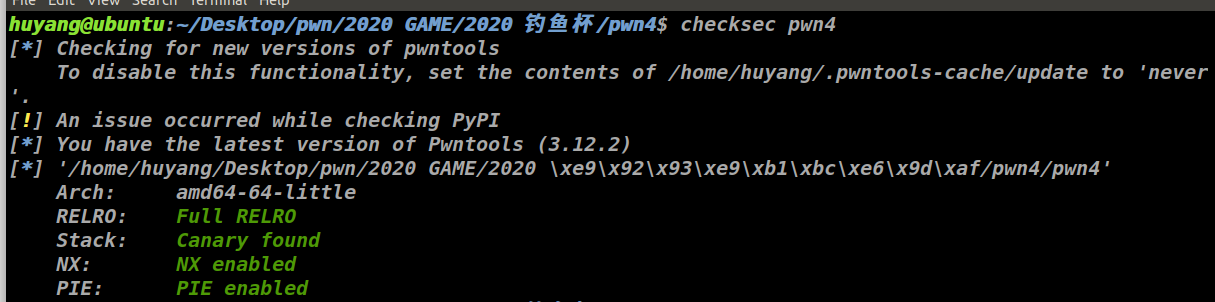 File Edit View Search Terminal Help
huyang@ubuntu:~/Desktop/pwn/2020 GAME/2020 钓鱼杯/pwn4$ checksec pwn4
[*] Checking for new versions of pwntools
    To disable this functionality, set the contents of /home/huyang/.pwntools-cache/update to 'never
'.
[!] An issue occurred while checking PyPI
[*] You have the latest version of Pwntools (3.12.2)
[*] '/home/huyang/Desktop/pwn/2020 GAME/2020 \xe9\x92\x93\xe9\xb1\xbc\xe6\x9d\xaf/pwn4/pwn4'
    Arch:     amd64-64-little
    RELRO:    Full RELRO
    Stack:    Canary found
    NX:       NX enabled
    PIE:      PIE enabled